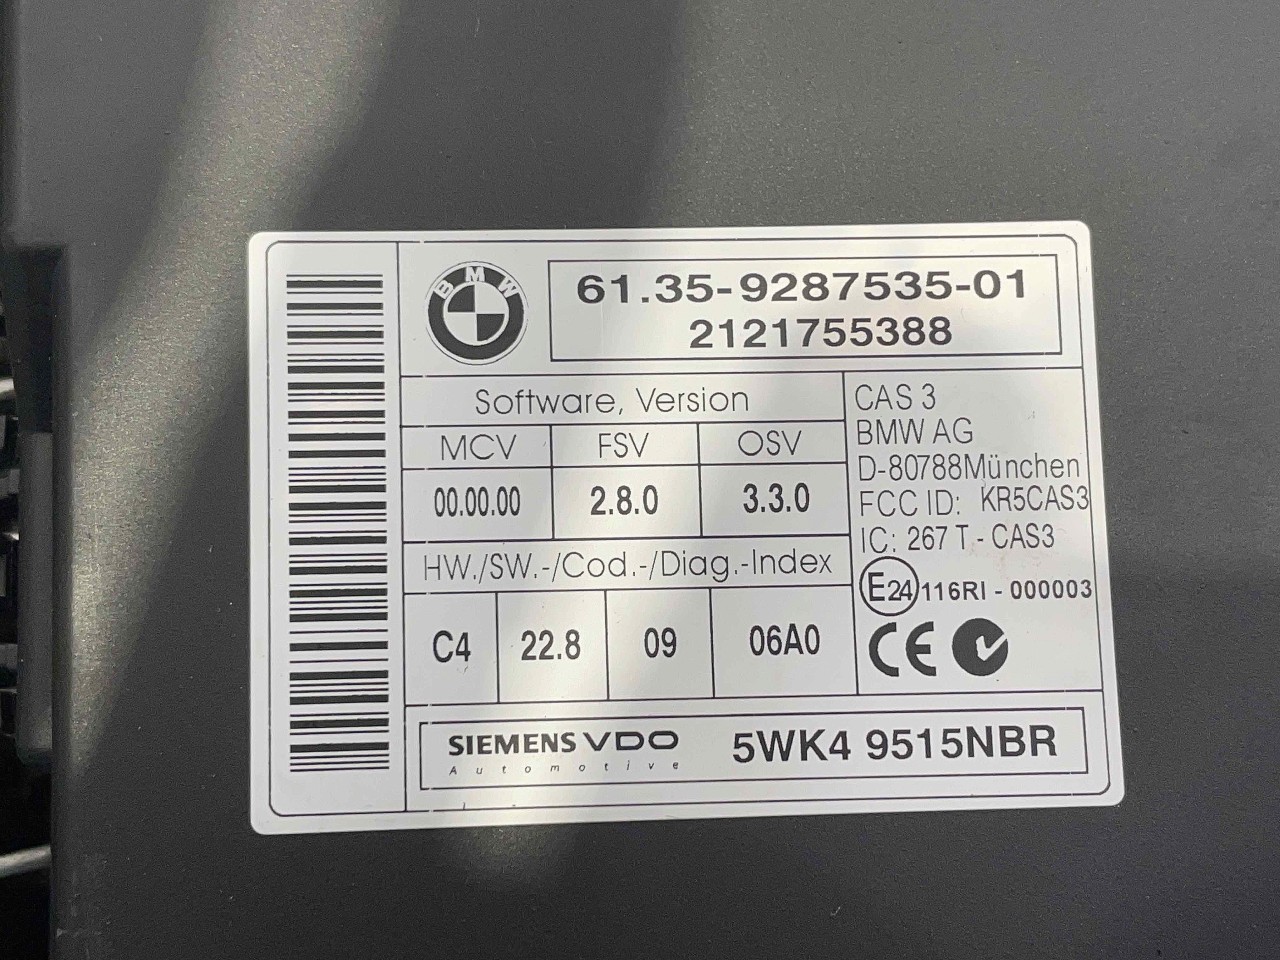 BMW
61.35-9287535-01
2121755388
Software, Version
MCV FSV OSV
00.00.00 2.8.0 3.3.0
HW./SW.-/Cod.-/Diag.-Index
C4 22.8 09 06A0
CAS 3
BMW AG
D-80788München
FCC ID: KR5CAS3
IC: 267 T - CAS3
E24 116RI - 000003
CE
SIEMENS VDO
Automotive
5WK4 9515NBR